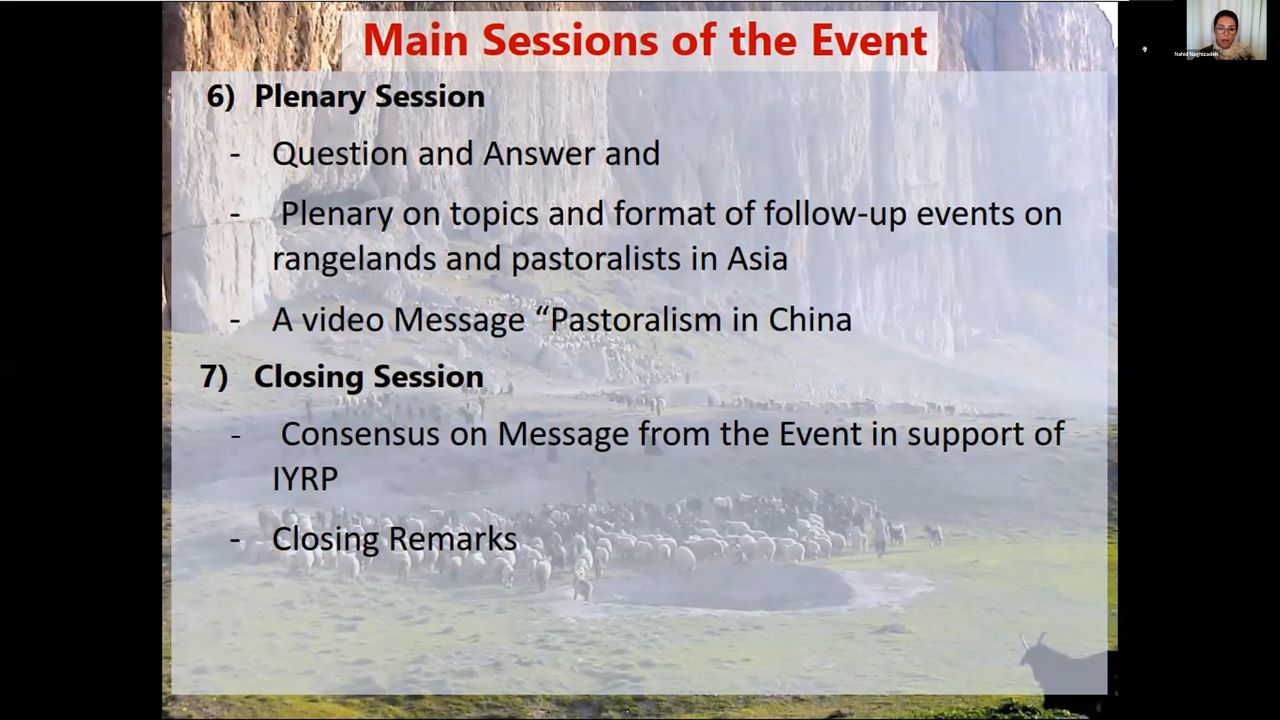 Main Sessions of the Event
6) Plenary Session
- Question and Answer and
- Plenary on topics and format of follow-up events on
rangelands and pastoralists in Asia
- A video Message “Pastoralism in China
7) Closing Session
- Consensus on Message from the Event in support of
IYRP
- Closing Remarks
Nahid Naghizadeh